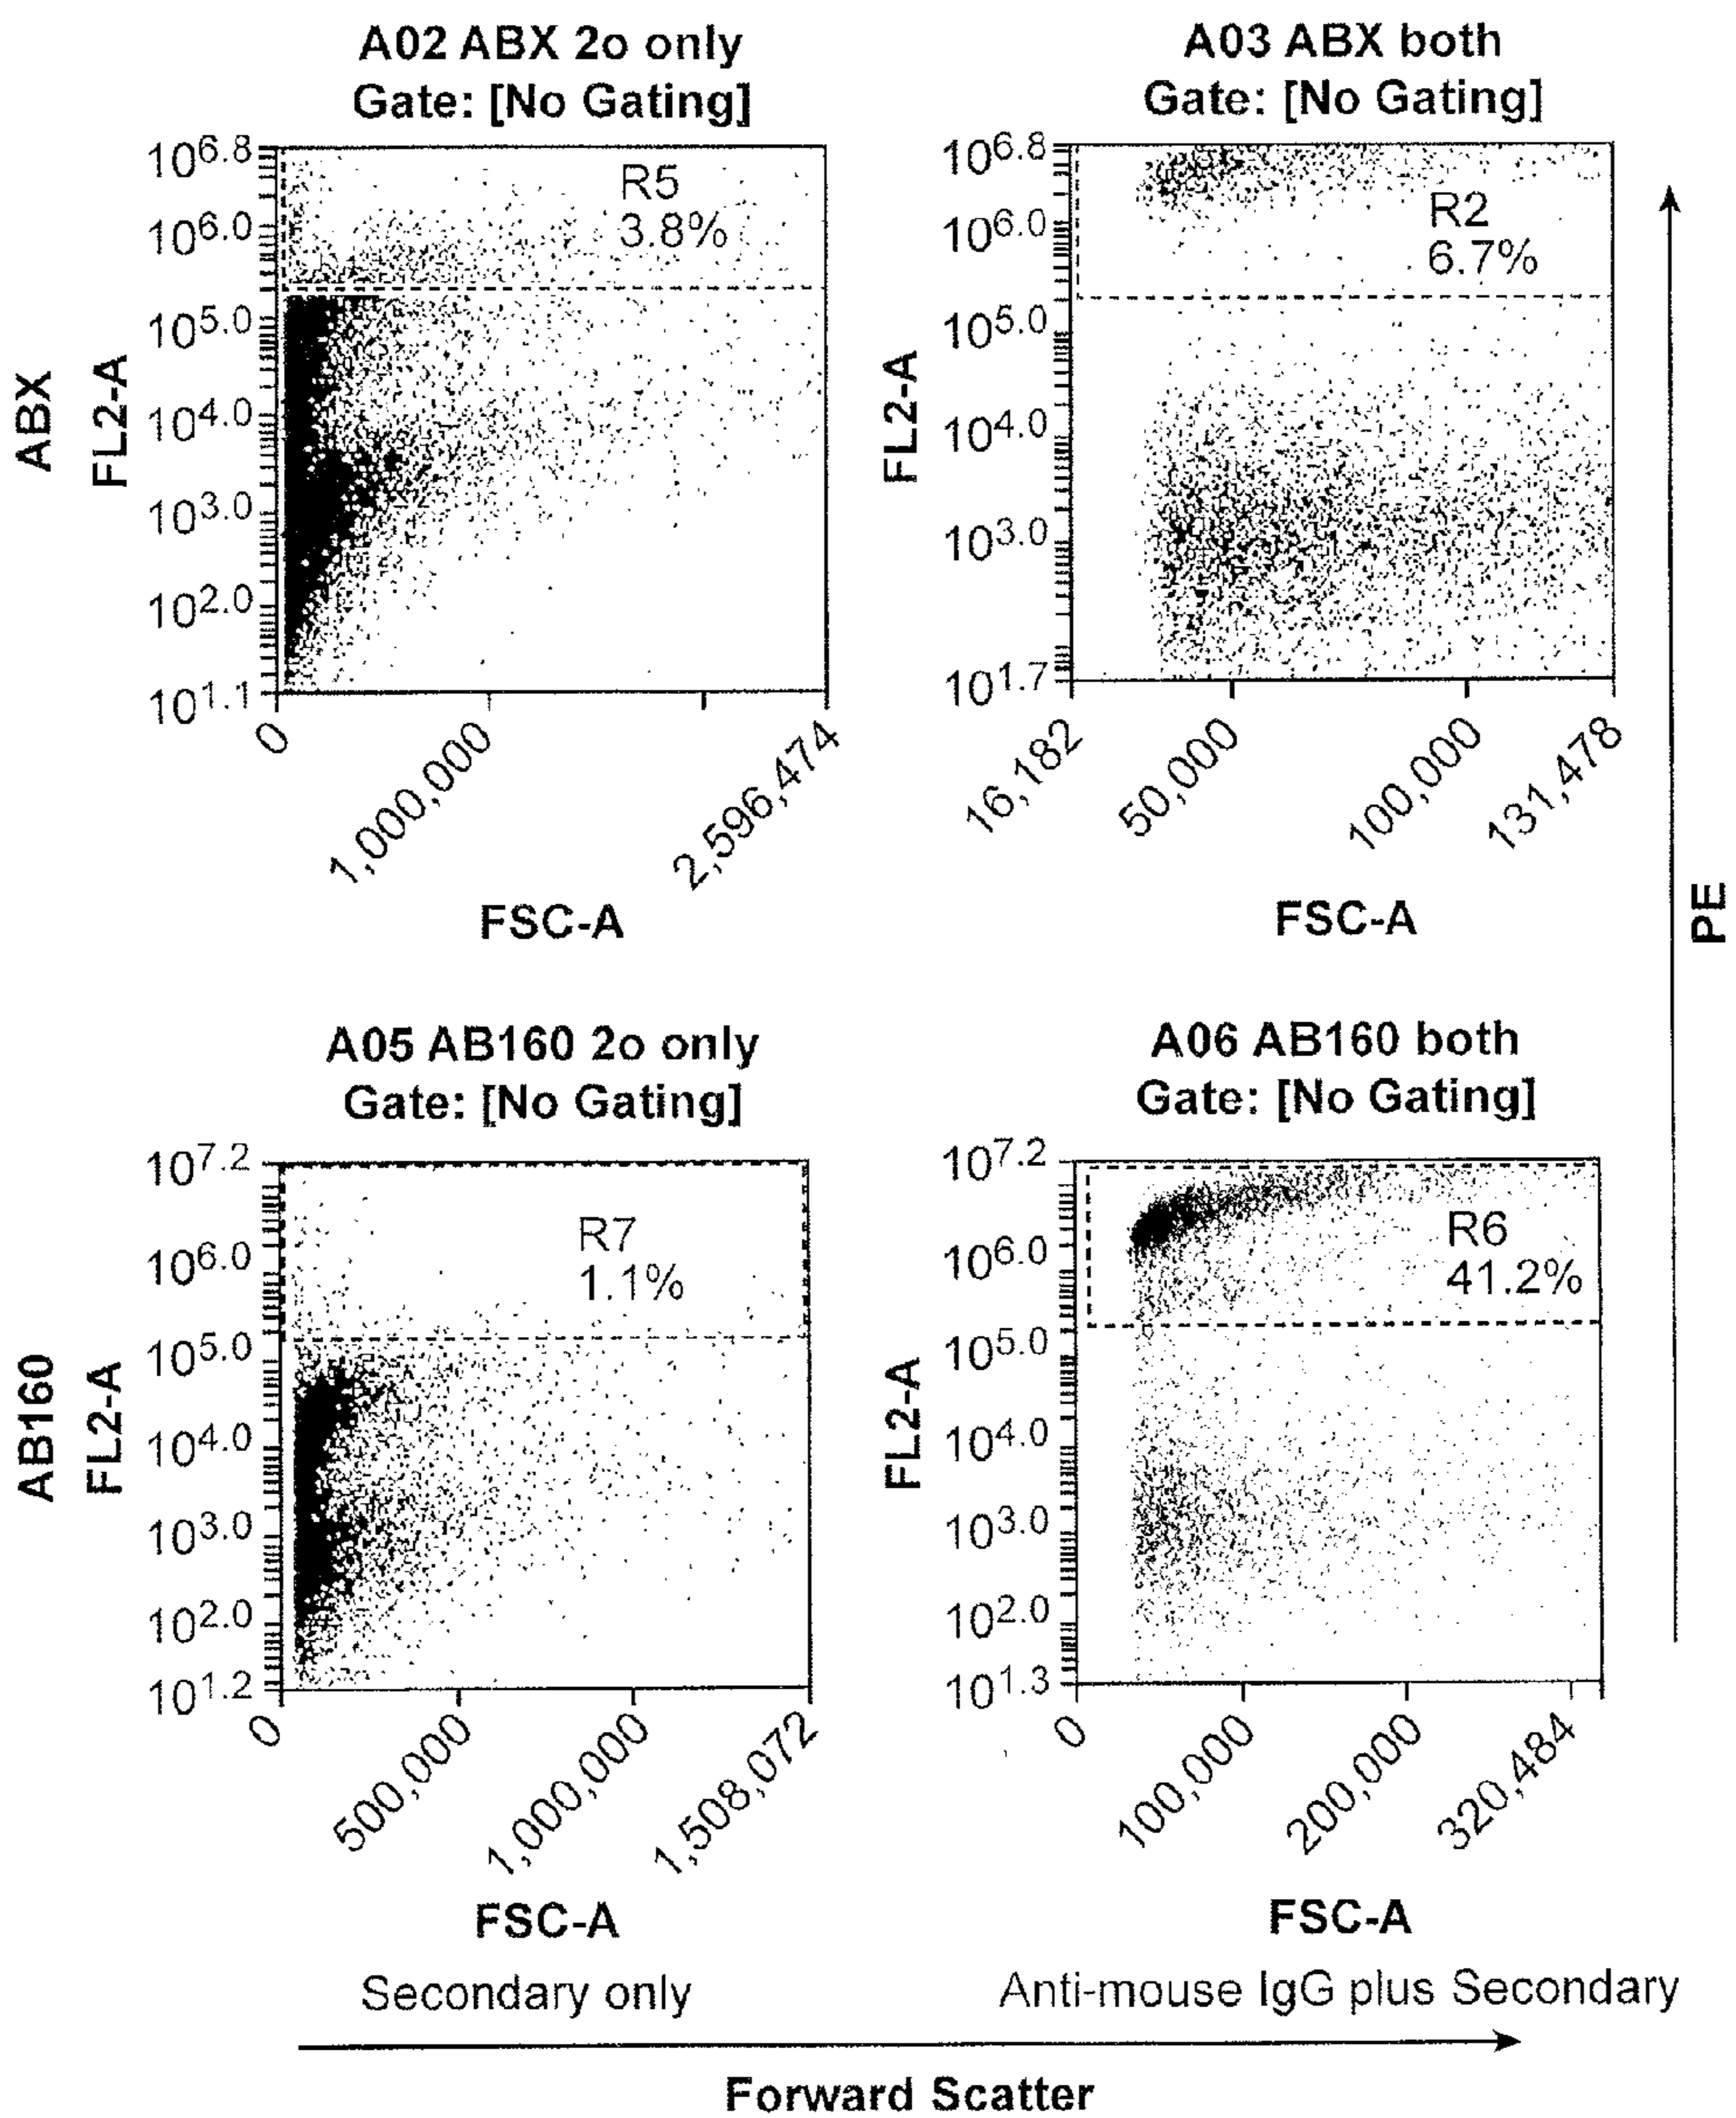 A02 ABX 2o only
Gate: [No Gating]
10^6.8
10^6.0
10^5.0
10^4.0
10^3.0
10^2.0
10^1.1
R5
3.8%
ABX
FL2-A
0
1,000,000
2,596,474
FSC-A
A03 ABX both
Gate: [No Gating]
10^6.8
10^6.0
10^5.0
10^4.0
10^3.0
10^1.7
R2
6.7%
FL2-A
16,182
50,000
100,000
131,478
FSC-A
PE
A05 AB160 2o only
Gate: [No Gating]
10^7.2
10^6.0
10^5.0
10^4.0
10^3.0
10^2.0
10^1.2
R7
1.1%
AB160
FL2-A
0
500,000
1,000,000
1,508,072
FSC-A
Secondary only
A06 AB160 both
Gate: [No Gating]
10^7.2
10^6.0
10^5.0
10^4.0
10^3.0
10^2.0
10^1.3
R6
41.2%
FL2-A
0
100,000
200,000
320,484
FSC-A
Anti-mouse IgG plus Secondary
Forward Scatter